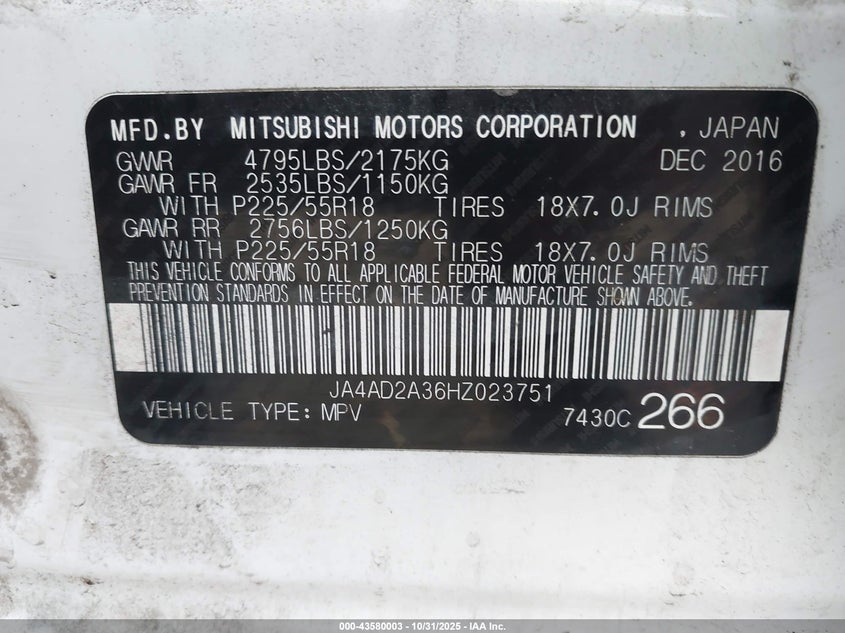 MFD.BY MITSUBISHI MOTORS CORPORATION , JAPAN
GWWR 4795LBS/2175KG DEC 2016
GAWR FR 2535LBS/1150KG
WITH P225/55R18 TIRES 18X7.0J RIMS
GAWR RR 2756LBS/1250KG
WITH P225/55R18 TIRES 18X7.0J RIMS
THIS VEHICLE CONFORMS TO ALL APPLICABLE FEDERAL MOTOR VEHICLE SAFETY AND THEFT
PREVENTION STANDARDS IN EFFECT ON THE DATE OF MANUFACTURE SHOWN ABOVE.
JA4AD2A36HZ023751
VEHICLE TYPE: MPV 7430C 266
000-43580003 - 10/31/2025 - IAA Inc.